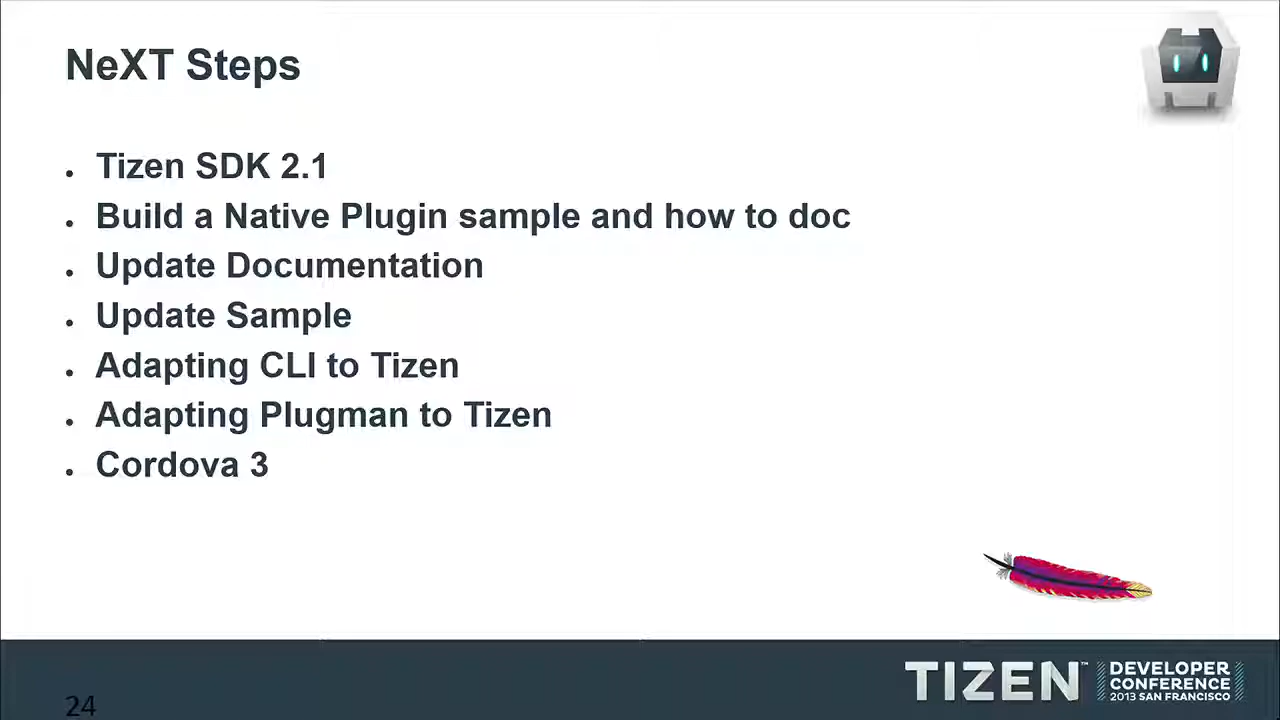 NeXT Steps
• Tizen SDK 2.1
• Build a Native Plugin sample and how to doc
• Update Documentation
• Update Sample
• Adapting CLI to Tizen
• Adapting Plugman to Tizen
• Cordova 3
24
TIZEN™
DEVELOPER
CONFERENCE
2013 SAN FRANCISCO